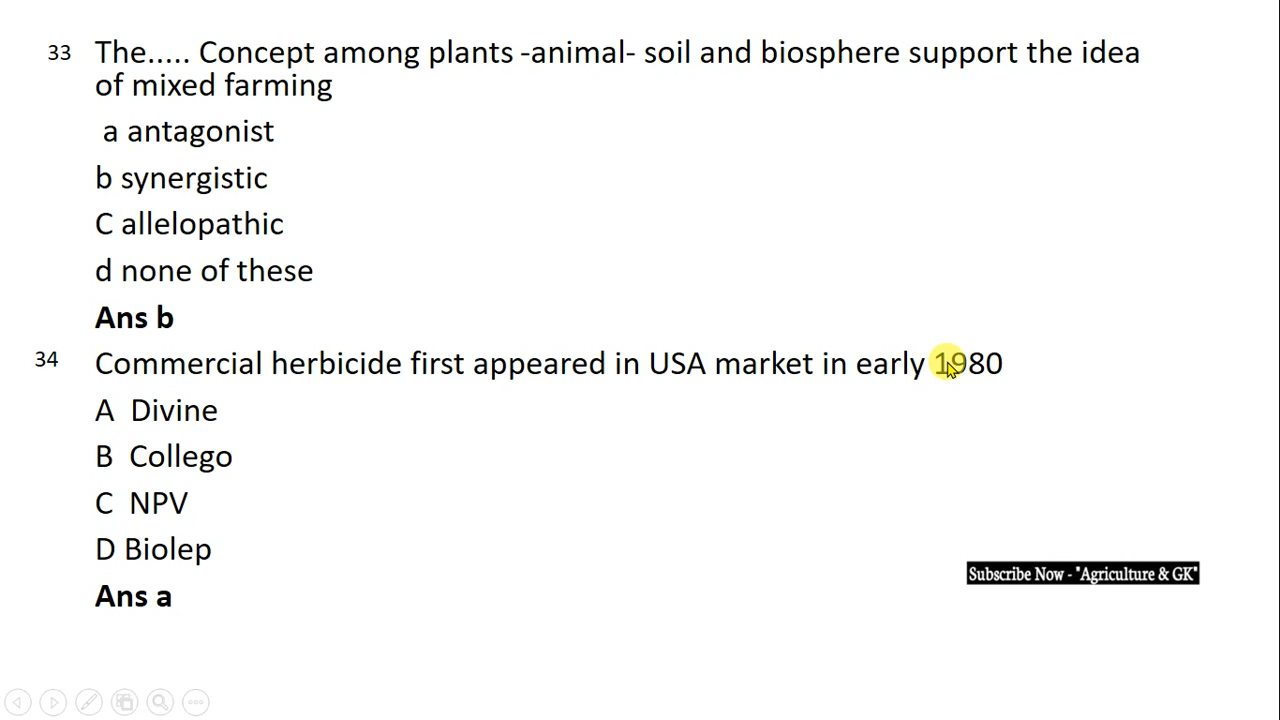 33 The..... Concept among plants -animal- soil and biosphere support the idea
of mixed farming
a antagonist
b synergistic
C allelopathic
d none of these
Ans b
34 Commercial herbicide first appeared in USA market in early 1980
A Divine
B Collego
C NPV
D Biolep
Ans a
Subscribe Now - "Agriculture & GK"